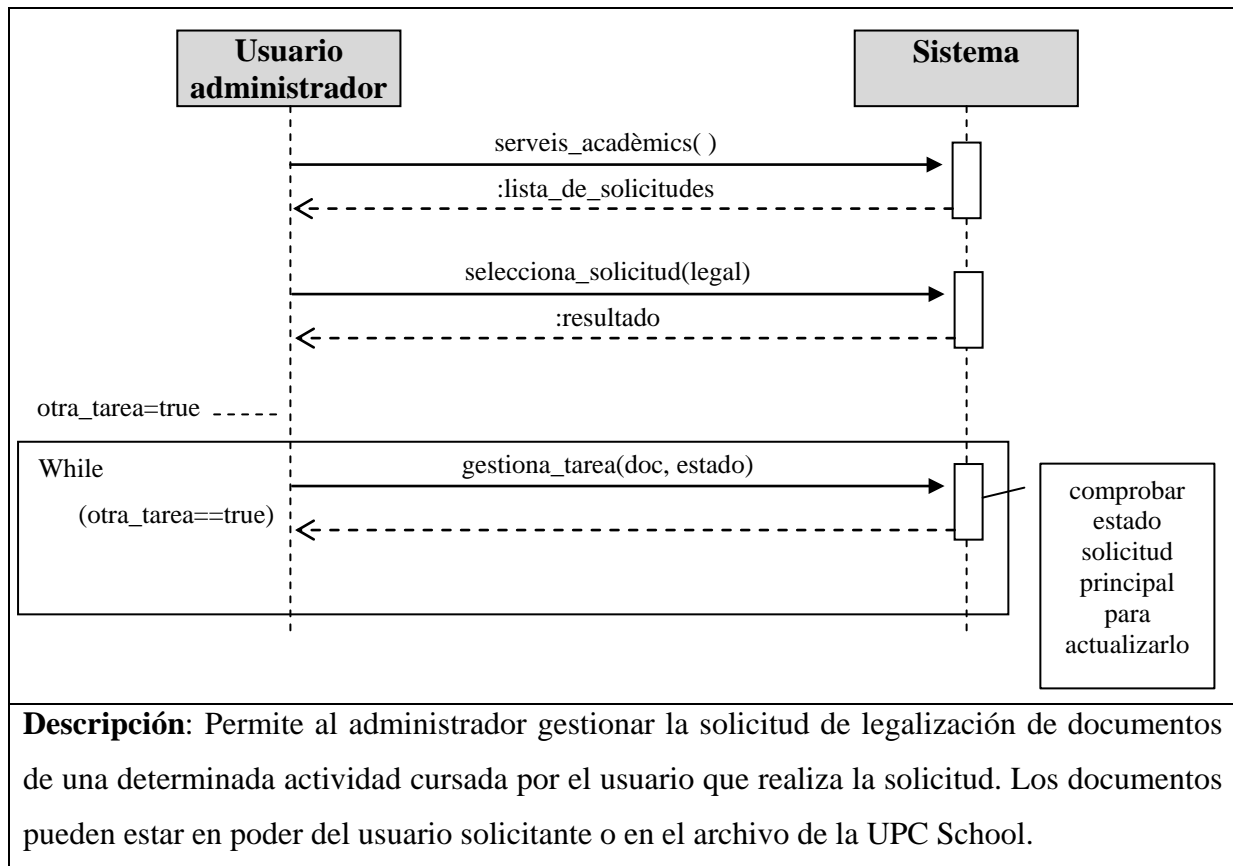 Usuario
administrador
Sistema
serveis_acadèmics( )
:lista_de_solicitudes
selecciona_solicitud(legal)
:resultado
otra_tarea=true
While
(otra_tarea==true)
gestiona_tarea(doc, estado)
comprobar
estado
solicitud
principal
para
actualizarlo
Descripción: Permite al administrador gestionar la solicitud de legalización de documentos
de una determinada actividad cursada por el usuario que realiza la solicitud. Los documentos
pueden estar en poder del usuario solicitante o en el archivo de la UPC School.